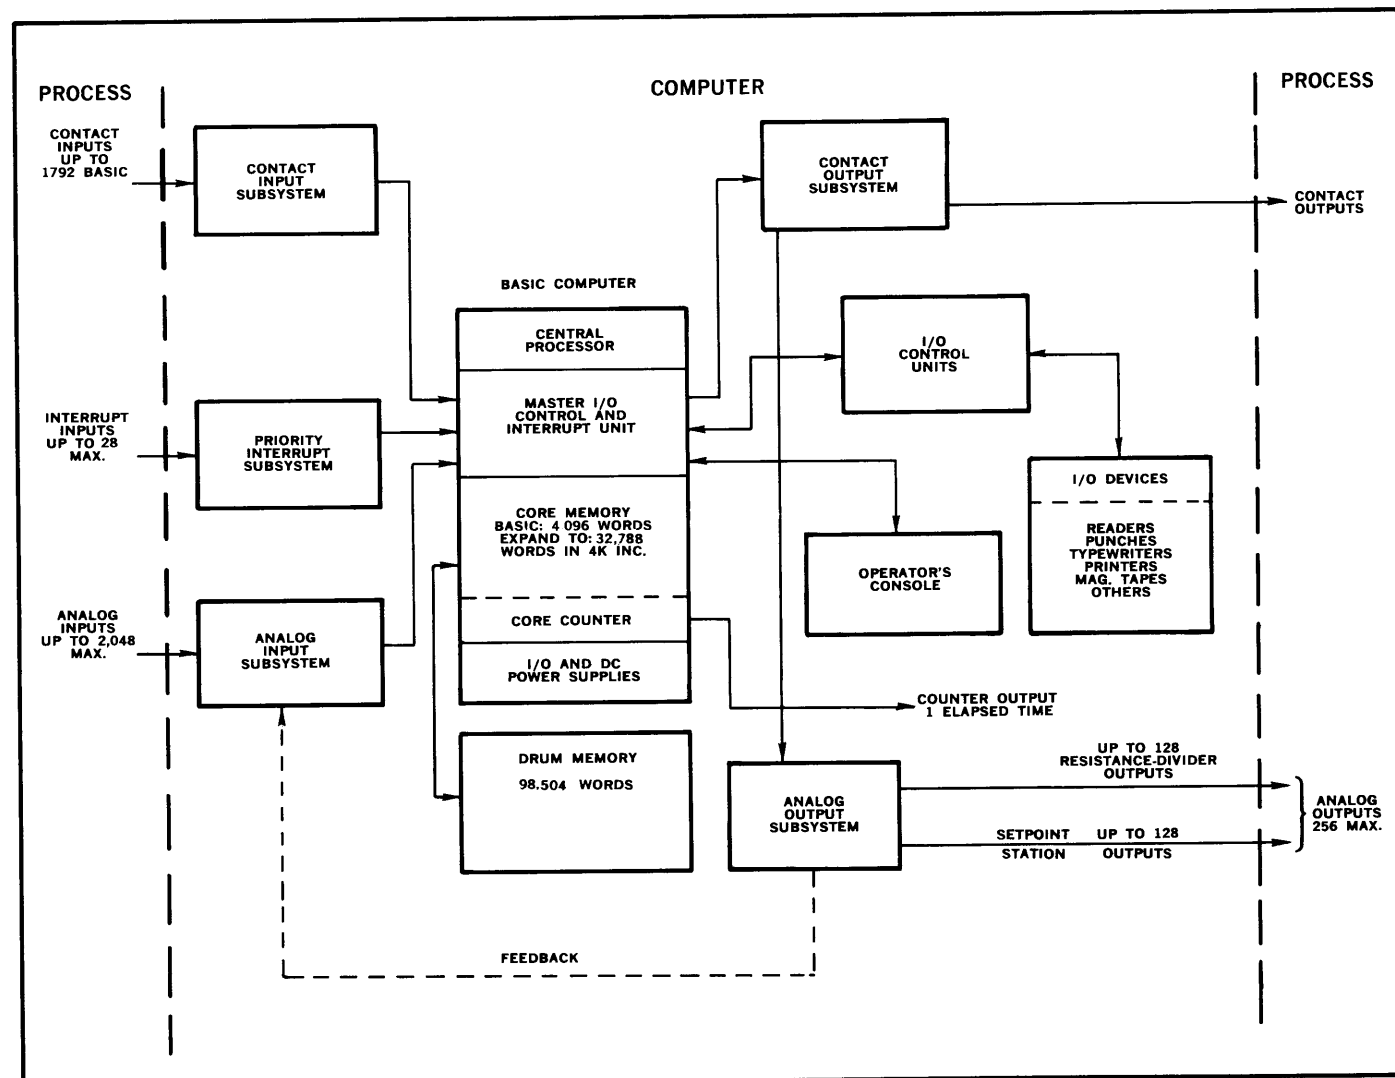 PROCESS
COMPUTER
PROCESS
CONTACT
INPUTS
UP TO
1792 BASIC
CONTACT
INPUT
SUBSYSTEM
CONTACT
OUTPUT
SUBSYSTEM
CONTACT
OUTPUTS
BASIC COMPUTER
CENTRAL
PROCESSOR
MASTER I/O
CONTROL AND
INTERRUPT UNIT
I/O
CONTROL
UNITS
INTERRUPT
INPUTS
UP TO 28
MAX.
PRIORITY
INTERRUPT
SUBSYSTEM
CORE MEMORY
BASIC: 4 096 WORDS
EXPAND TO: 32,788
WORDS IN 4K INC.
I/O DEVICES
READERS
PUNCHES
TYPEWRITERS
PRINTERS
MAG. TAPES
OTHERS
OPERATOR'S
CONSOLE
ANALOG
INPUTS
UP TO 2,048
MAX.
ANALOG
INPUT
SUBSYSTEM
CORE COUNTER
I/O AND DC
POWER SUPPLIES
COUNTER OUTPUT
1 ELAPSED TIME
DRUM MEMORY
98.504 WORDS
ANALOG
OUTPUT
SUBSYSTEM
UP TO 128
RESISTANCE-DIVIDER
OUTPUTS
SETPOINT UP TO 128
STATION OUTPUTS
ANALOG
OUTPUTS
256 MAX.
FEEDBACK